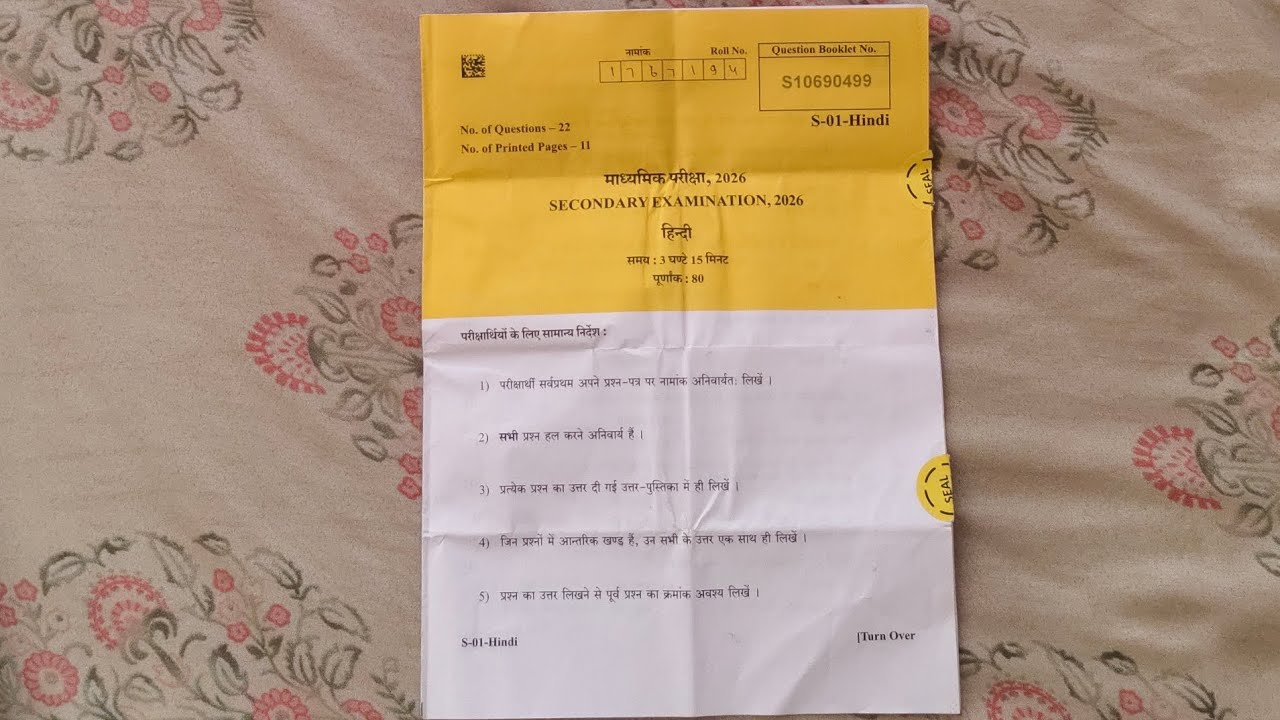 नामांक Roll No.
1 7 6 7 1 9 4
Question Booklet No.
S10690499
S-01-Hindi
No. of Questions – 22
No. of Printed Pages – 11
माध्यमिक परीक्षा, 2026
SECONDARY EXAMINATION, 2026
हिन्दी
समय : 3 घण्टे 15 मिनट
पूर्णांक : 80
SEAL
परीक्षार्थियों के लिए सामान्य निर्देश :
1) परीक्षार्थी सर्वप्रथम अपने प्रश्न-पत्र पर नामांक अनिवार्यतः लिखें ।
2) सभी प्रश्न हल करने अनिवार्य हैं ।
3) प्रत्येक प्रश्न का उत्तर दी गई उत्तर-पुस्तिका में ही लिखें ।
SEAL
4) जिन प्रश्नों में आन्तरिक खण्ड हैं, उन सभी के उत्तर एक साथ ही लिखें ।
5) प्रश्न का उत्तर लिखने से पूर्व प्रश्न का क्रमांक अवश्य लिखें ।
S-01-Hindi
[Turn Over